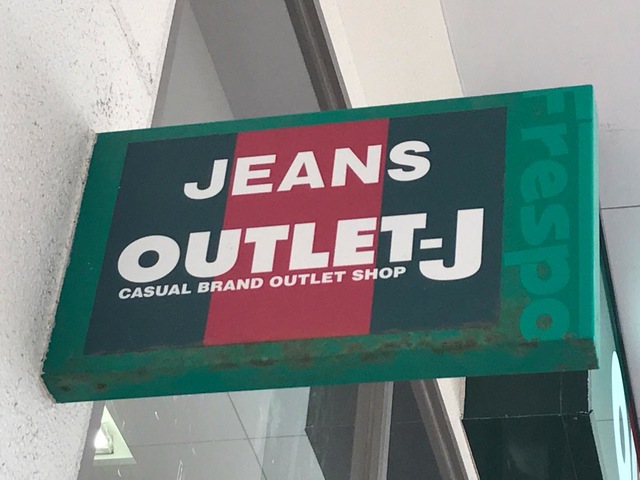 JEANS
OUTLET-J
CASUAL BRAND OUTLET SHOP
Frespo